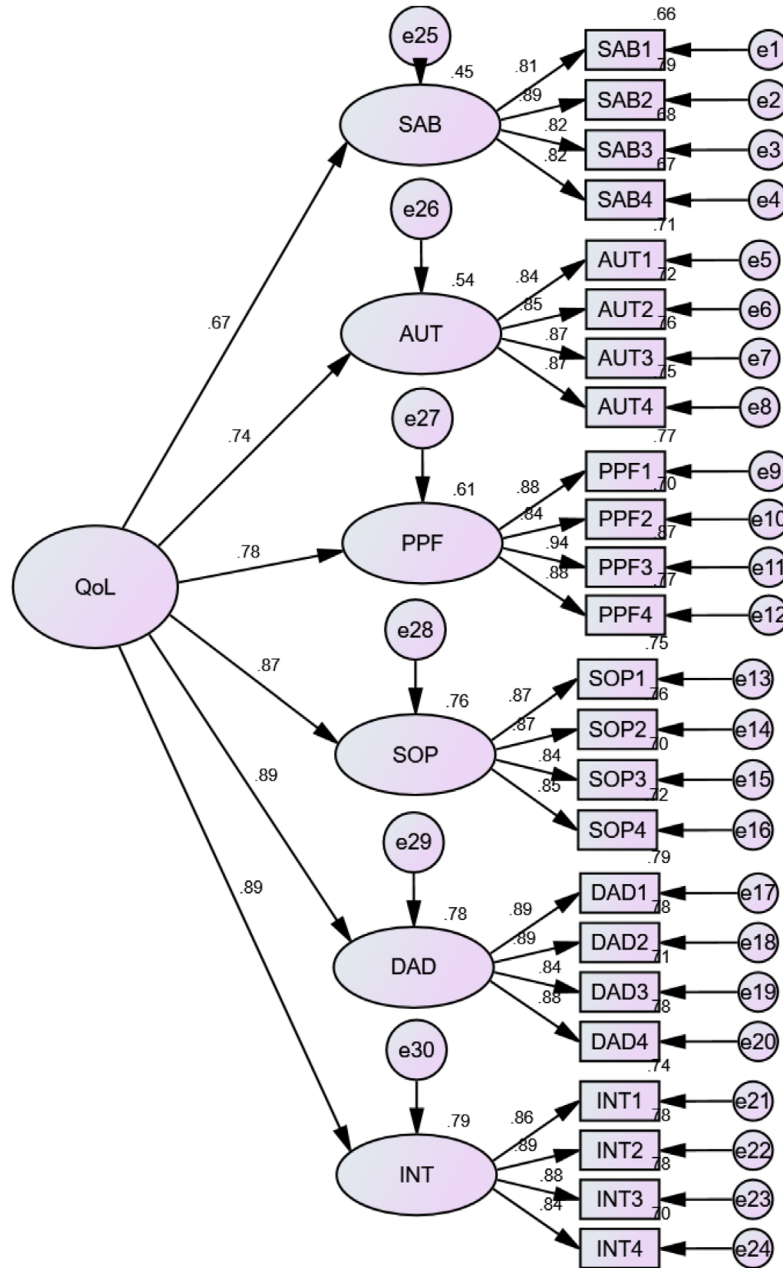 .66
e25
SAB1
e1
.45
.81
.79
.89
SAB2
e2
SAB
.68
.82
SAB3
e3
.82
.67
SAB4
e4
e26
.71
AUT1
e5
.54
.84
.72
.85
AUT2
e6
.67
AUT
.76
.87
AUT3
e7
.87
.75
AUT4
e8
e27
.74
.77
PPF1
e9
.61
.88
.70
.84
PPF2
e10
PPF
.87
.78
.94
PPF3
e11
.88
.77
QoL
PPF4
e12
e28
.75
.87
SOP1
e13
.76
.87
.76
.87
SOP2
e14
SOP
.70
.84
SOP3
e15
.89
.85
.72
SOP4
e16
e29
.79
.89
DAD1
e17
.78
.89
.78
.89
DAD2
e18
DAD
.71
.84
DAD3
e19
.88
.78
DAD4
e20
e30
.74
INT1
e21
.79
.86
.78
.89
INT2
e22
INT
.78
.88
INT3
e23
.84
.70
INT4
e24